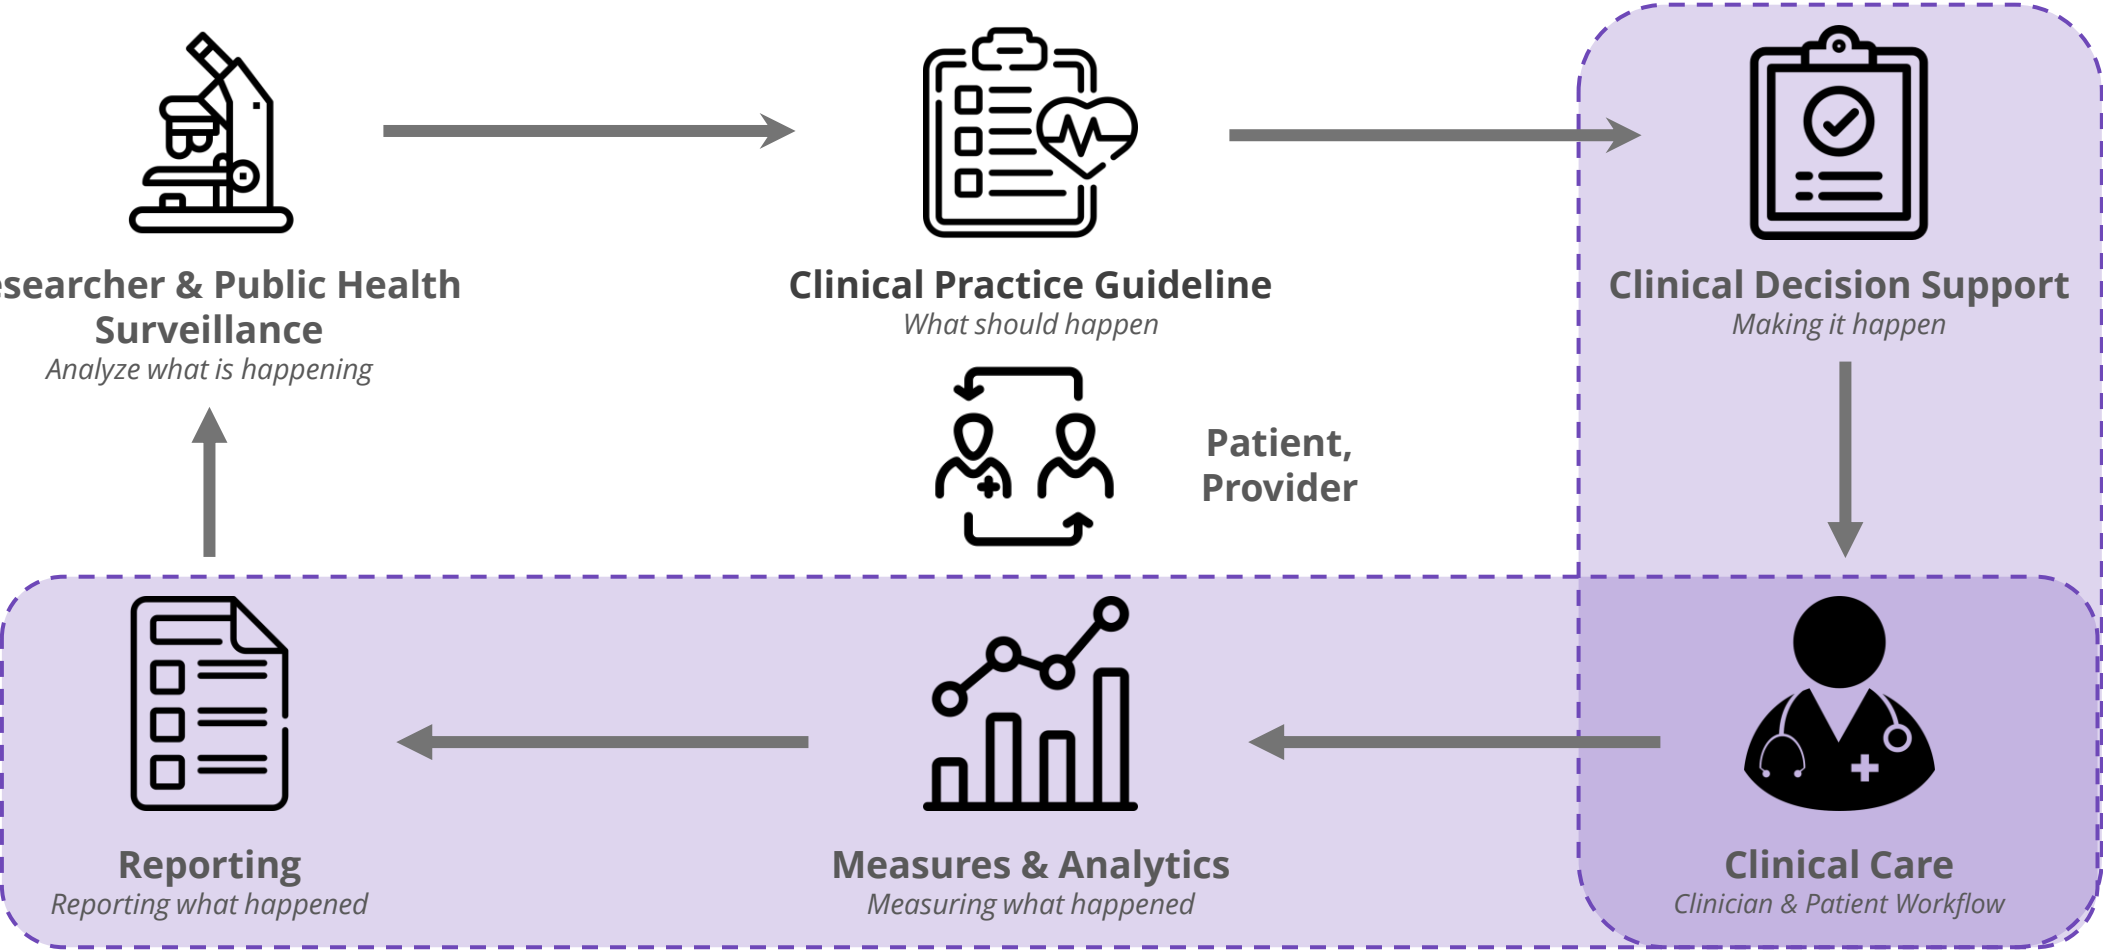 esearcher & Public Health
Surveillance
Analyze what is happening
Clinical Practice Guideline
What should happen
Clinical Decision Support
Making it happen
Patient,
Provider
Reporting
Reporting what happened
Measures & Analytics
Measuring what happened
Clinical Care
Clinician & Patient Workflow